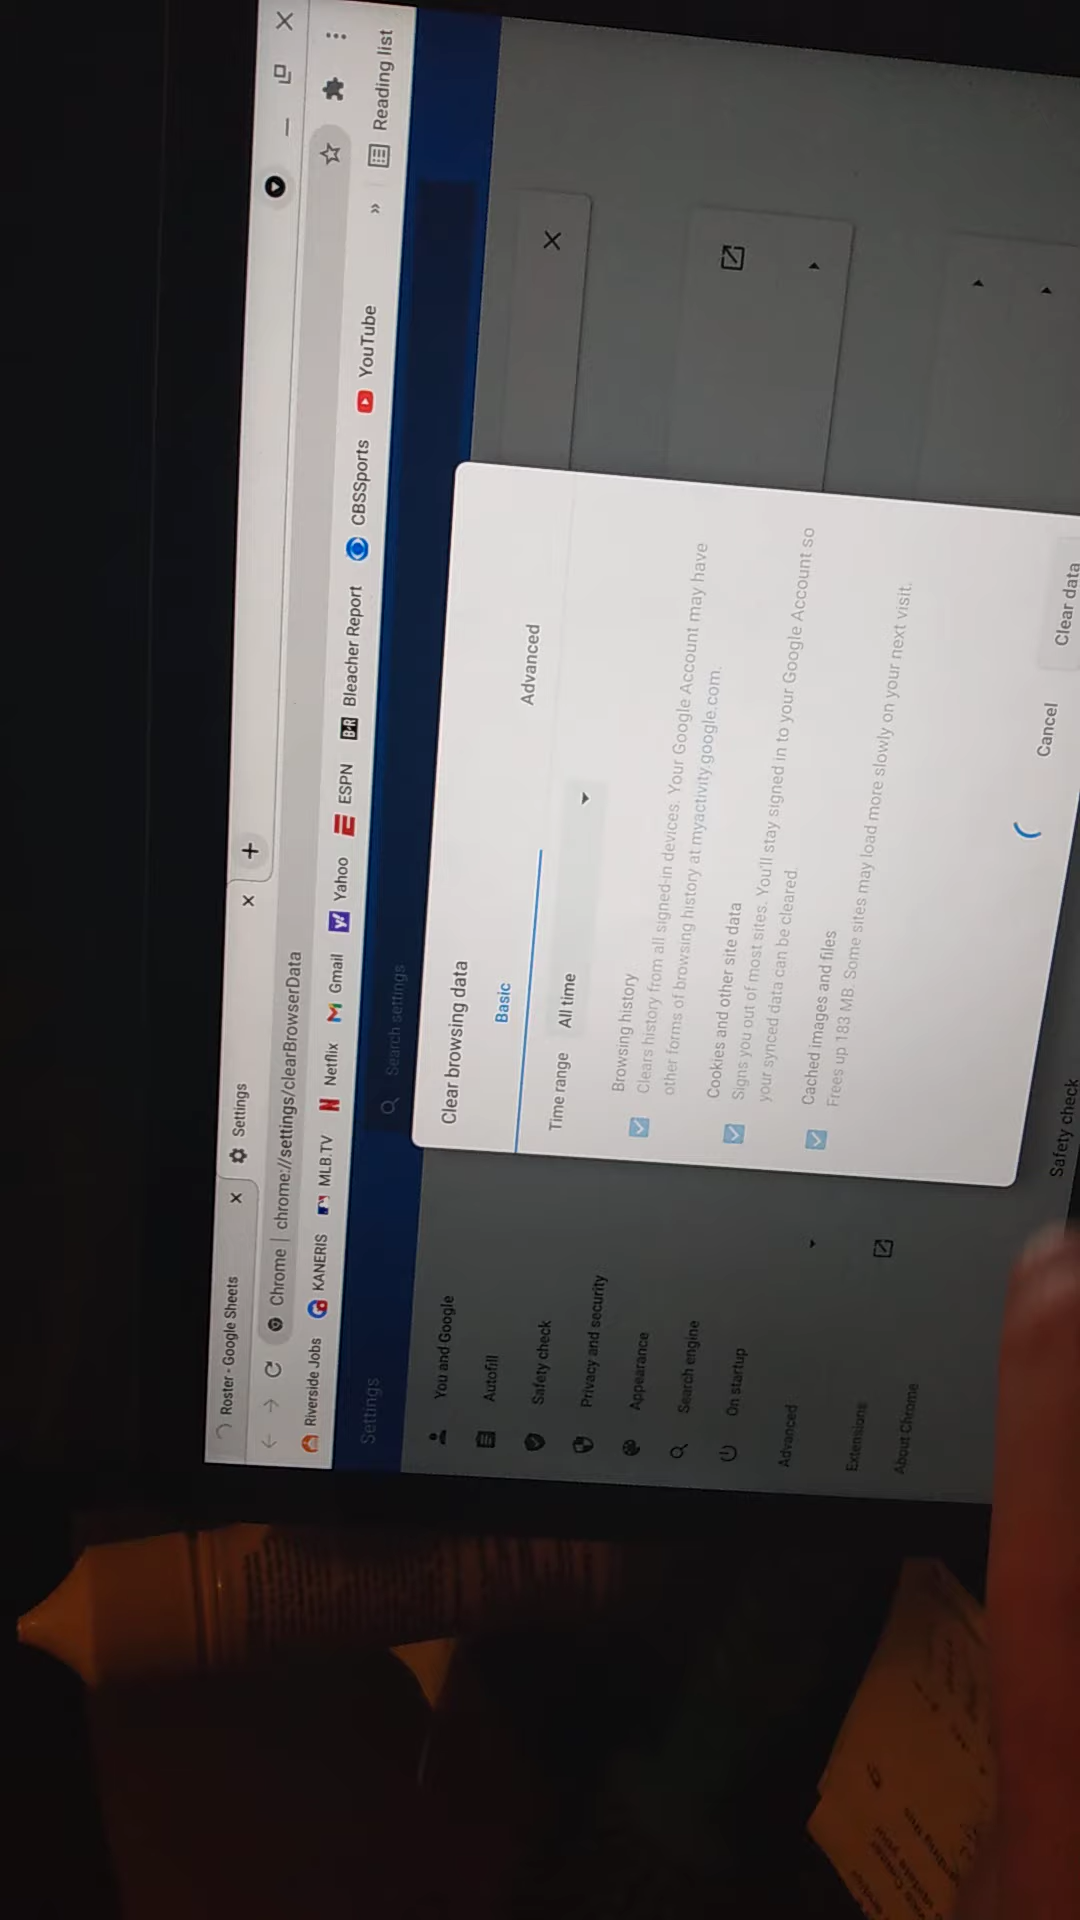 Roster - Google Sheets
Settings
Chrome | chrome://settings/clearBrowserData
Riverside Jobs
KANERIS
MLB.TV
Netflix
Gmail
Yahoo
ESPN
B·R Bleacher Report
CBSSports
YouTube
»
Reading list
Settings
Search settings
You and Google
Autofill
Safety check
Privacy and security
Appearance
Search engine
On startup
Advanced
Extensions
About Chrome
Clear browsing data
Basic
Advanced
Time range
All time
Browsing history
Clears history from all signed-in devices. Your Google Account may have
other forms of browsing history at myactivity.google.com.
Cookies and other site data
Signs you out of most sites. You'll stay signed in to your Google Account so
your synced data can be cleared.
Cached images and files
Frees up 183 MB. Some sites may load more slowly on your next visit.
Cancel
Clear data
Safety check